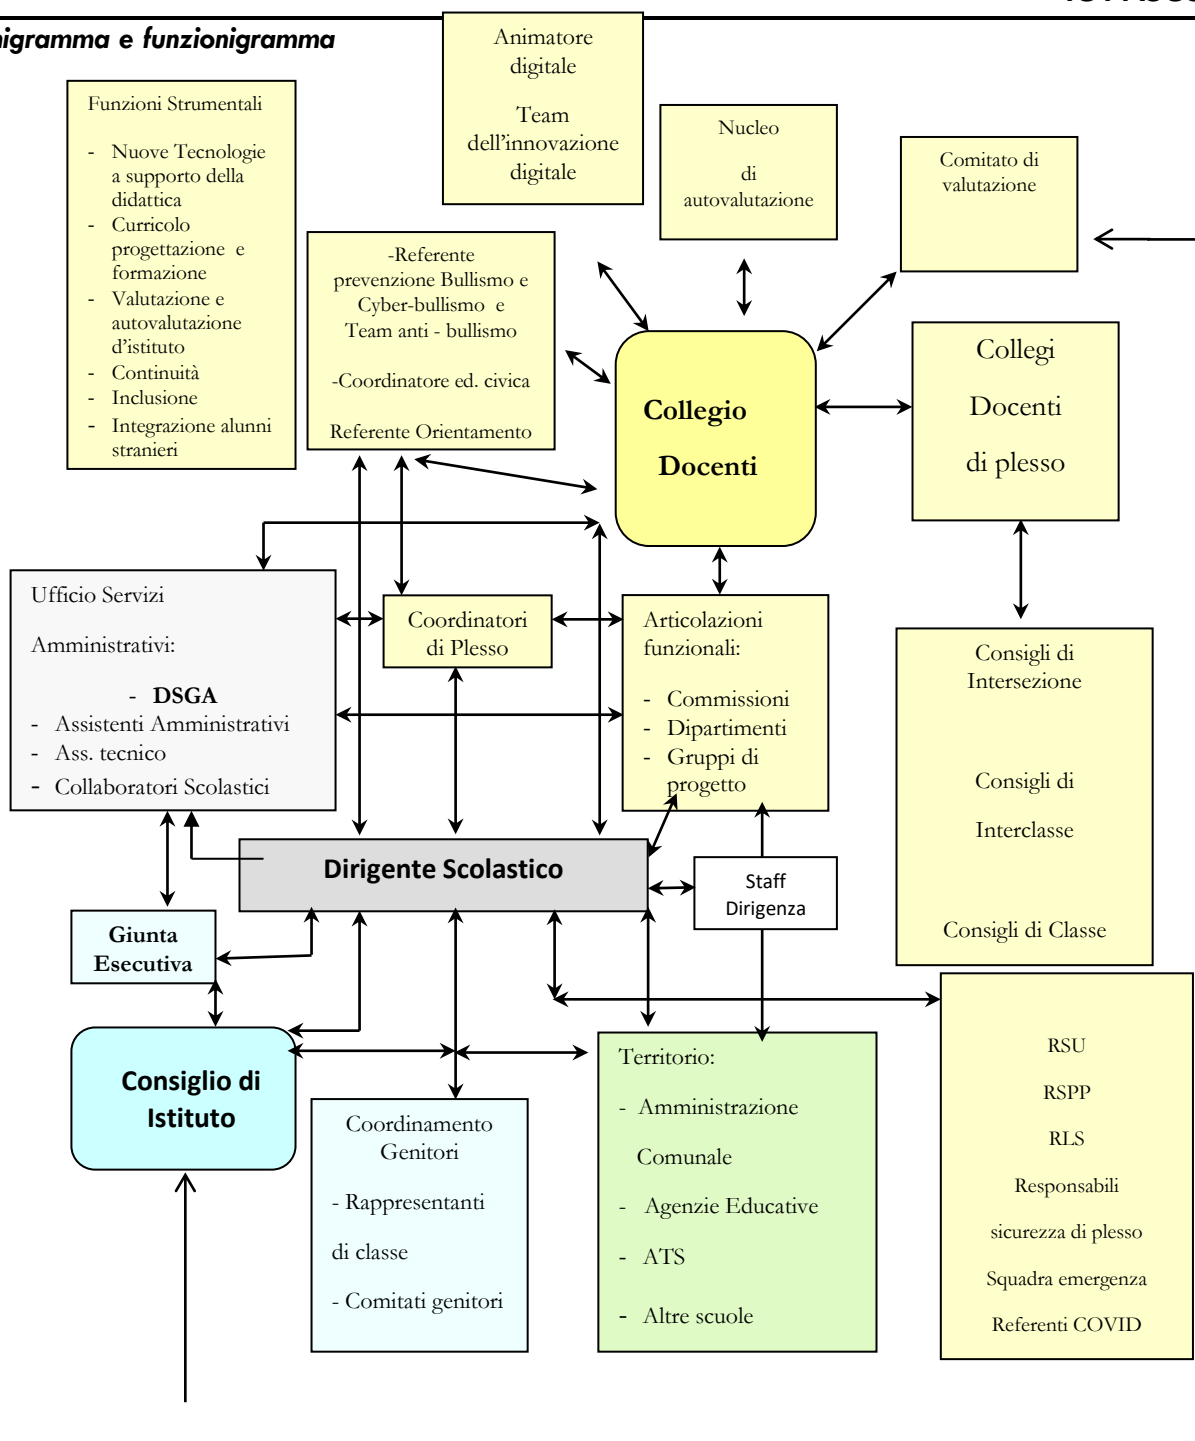 nigramma e funzionigramma
Animatore
digitale
Team
dell'innovazione
digitale
Funzioni Strumentali
- Nuove Tecnologie
a supporto della
didattica
- Curricolo
progettazione e
formazione
- Valutazione e
autovalutazione
d'istituto
- Continuità
- Inclusione
- Integrazione alunni
stranieri
Nucleo
di
autovalutazione
Comitato di
valutazione
-Referente
prevenzione Bullismo e
Cyber-bullismo e
Team anti - bullismo
-Coordinatore ed. civica
Referente Orientamento
Collegio
Docenti
Collegi
Docenti
di plesso
Ufficio Servizi
Amministrativi:
- DSGA
- Assistenti Amministrativi
- Ass. tecnico
- Collaboratori Scolastici
Coordinatori
di Plesso
Articolazioni
funzionali:
- Commissioni
- Dipartimenti
- Gruppi di
progetto
Consigli di
Intersezione
Consigli di
Interclasse
Consigli di Classe
Dirigente Scolastico
Staff
Dirigenza
Giunta
Esecutiva
Consiglio di
Istituto
Coordinamento
Genitori
- Rappresentanti
di classe
- Comitati genitori
Territorio:
- Amministrazione
Comunale
- Agenzie Educative
- ATS
- Altre scuole
RSU
RSPP
RLS
Responsabili
sicurezza di plesso
Squadra emergenza
Referenti COVID